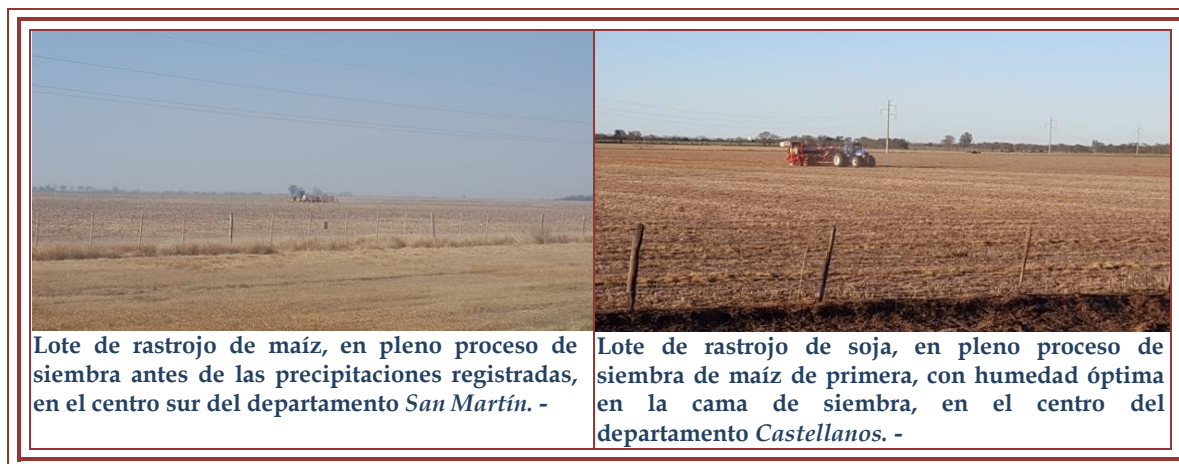 Lote de rastrojo de maíz, en pleno proceso de
siembra antes de las precipitaciones registradas,
en el centro sur del departamento San Martín. -
Lote de rastrojo de soja, en pleno proceso de
siembra de maíz de primera, con humedad óptima
en la cama de siembra, en el centro del
departamento Castellanos. -